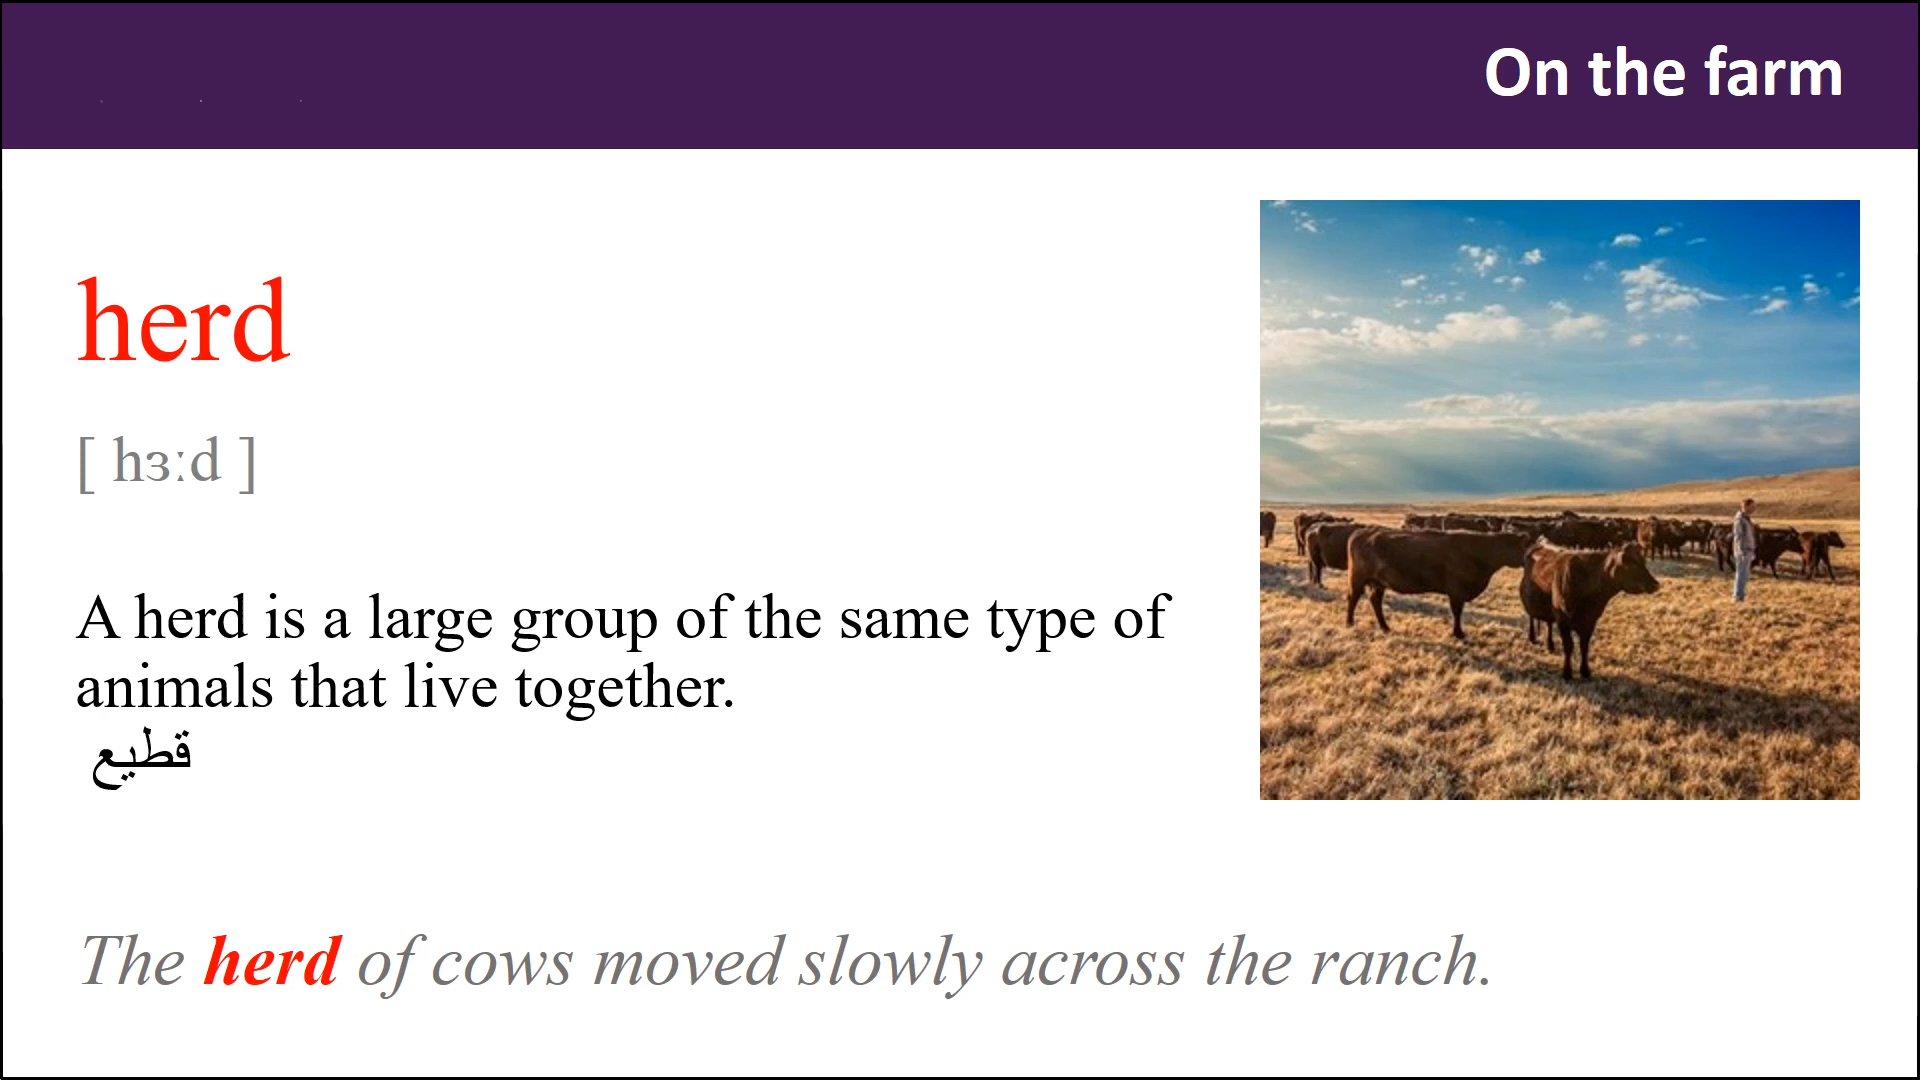 On the farm
herd
[ hɜːd ]
A herd is a large group of the same type of
animals that live together.
قطيع
The herd of cows moved slowly across the ranch.